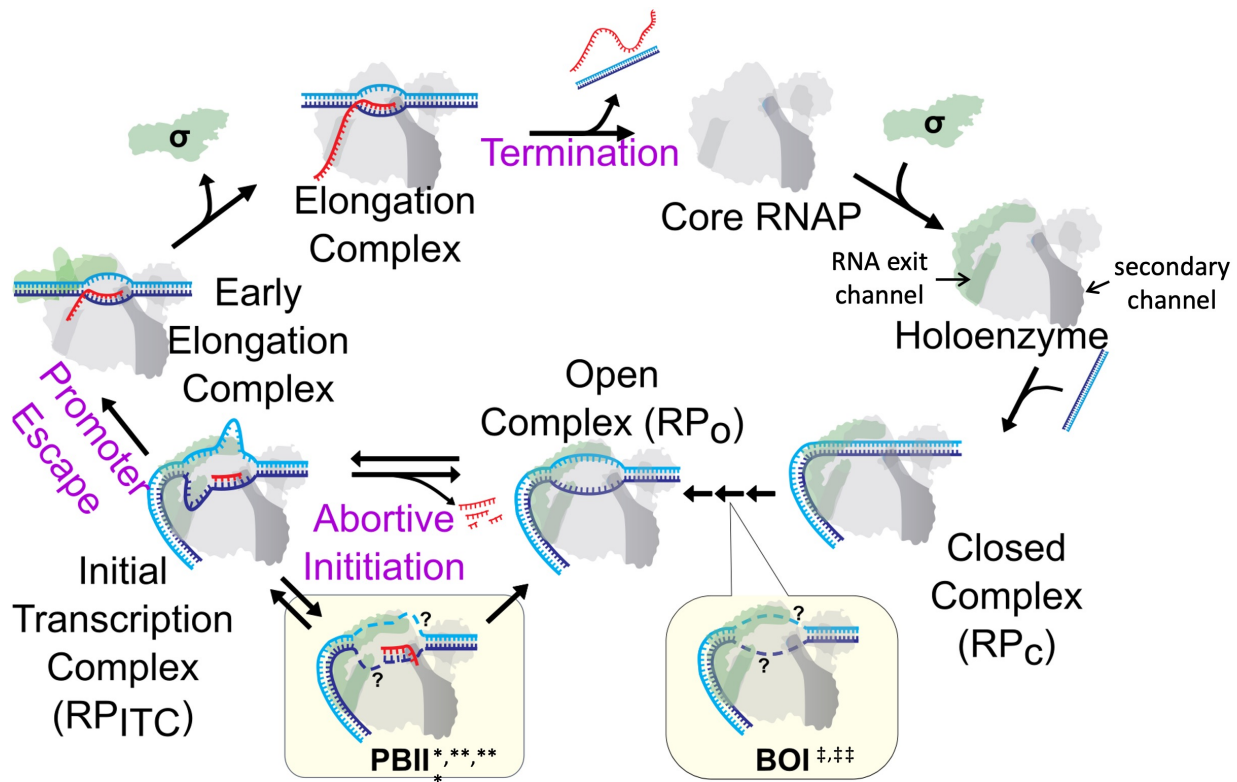 σ
Termination
σ
Elongation
Complex
Core RNAP
RNA exit
channel
secondary
channel
Holoenzyme
Early
Elongation
Complex
Promoter
Escape
Open
Complex (RPO)
Abortive
Inititiation
Closed
Complex
(RPC)
Initial
Transcription
Complex
(RPITC)
?
?
PBII *,**,**
*
?
?
BOI ‡,‡‡